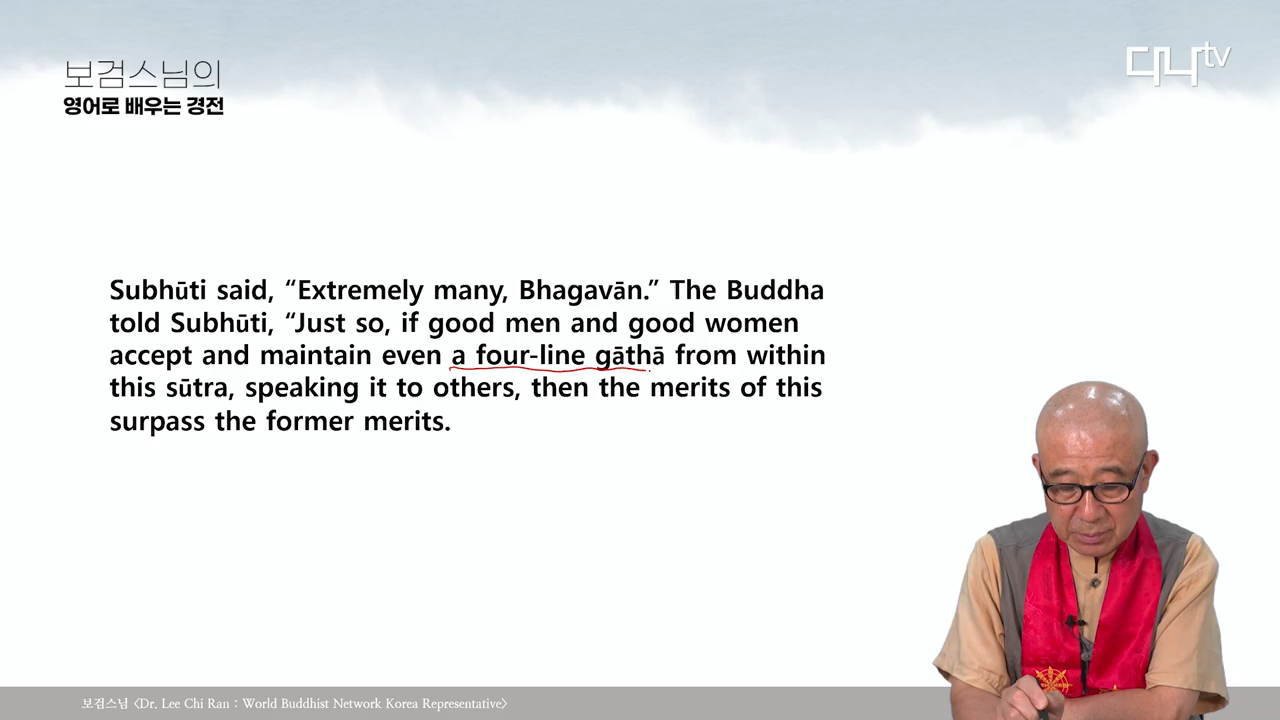 보검스님의
영어로 배우는 경전
다나tv
Subhūti said, “Extremely many, Bhagavān.” The Buddha
told Subhūti, “Just so, if good men and good women
accept and maintain even a four-line gāthā from within
this sūtra, speaking it to others, then the merits of this
surpass the former merits.
보검스님 <Dr. Lee Chi Ran : World Buddhist Network Korea Representative>